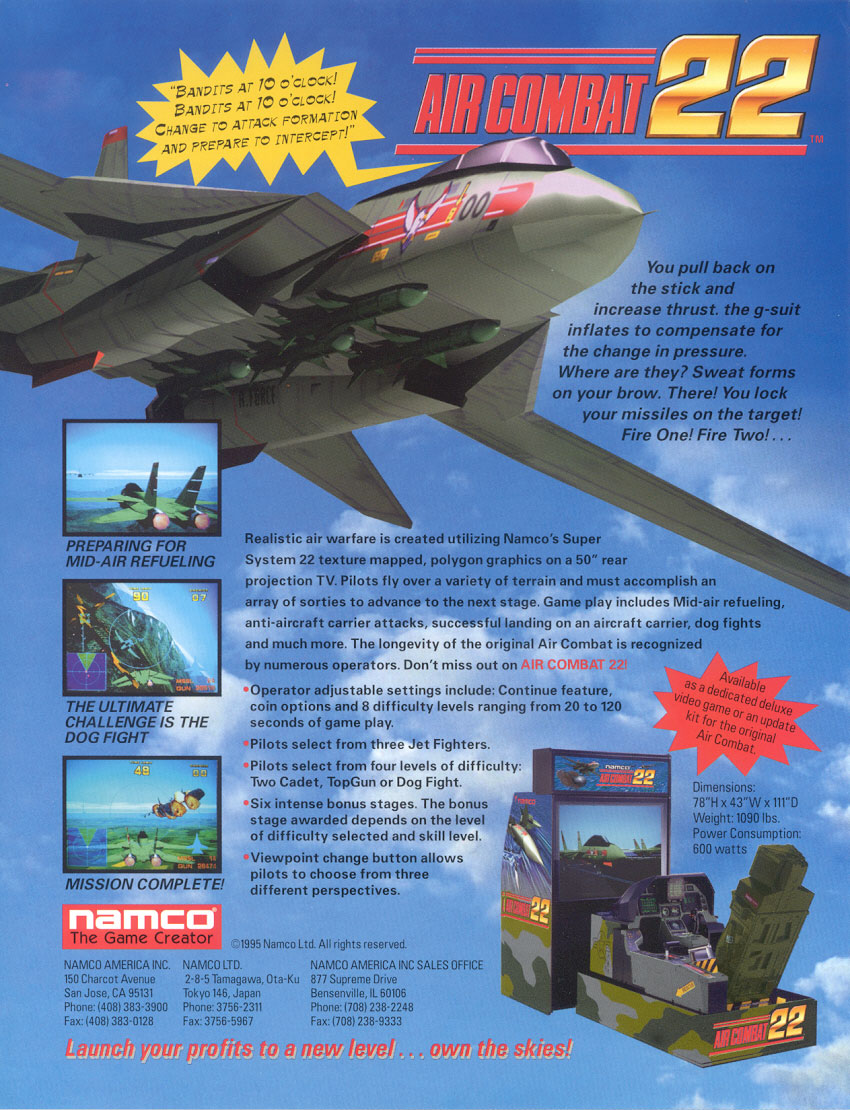 "BANDITS AT 10 O'CLOCK!
BANDITS AT 10 O'CLOCK!
CHANGE TO ATTACK FORMATION
AND PREPARE TO INTERCEPT!"
AIR COMBAT 22
TM
00
A. FORCE
You pull back on
the stick and
increase thrust. the g-suit
inflates to compensate for
the change in pressure.
Where are they? Sweat forms
on your brow. There! You lock
your missiles on the target!
Fire One! Fire Two! . . .
PREPARING FOR
MID-AIR REFUELING
90
THE ULTIMATE
CHALLENGE IS THE
DOG FIGHT
48
MISSION COMPLETE!
Realistic air warfare is created utilizing Namco's Super
System 22 texture mapped, polygon graphics on a 50" rear
projection TV. Pilots fly over a variety of terrain and must accomplish an
array of sorties to advance to the next stage. Game play includes Mid-air refueling,
anti-aircraft carrier attacks, successful landing on an aircraft carrier, dog fights
and much more. The longevity of the original Air Combat is recognized
by numerous operators. Don't miss out on AIR COMBAT 22!
•Operator adjustable settings include: Continue feature,
coin options and 8 difficulty levels ranging from 20 to 120
seconds of game play.
•Pilots select from three Jet Fighters.
•Pilots select from four levels of difficulty:
Two Cadet, TopGun or Dog Fight.
•Six intense bonus stages. The bonus
stage awarded depends on the level
of difficulty selected and skill level.
•Viewpoint change button allows
pilots to choose from three
different perspectives.
Available
as a dedicated deluxe
video game or an update
kit for the original
Air Combat.
Dimensions:
78"H x 43"W x 111"D
Weight: 1090 lbs.
Power Consumption:
600 watts
namco
AIR COMBAT 22
namco
AIR COMBAT 22
AIR COMBAT 22
namco
The Game Creator
©1995 Namco Ltd. All rights reserved.
NAMCO AMERICA INC.
150 Charcot Avenue
San Jose, CA 95131
Phone: (408) 383-3900
Fax: (408) 383-0128
NAMCO LTD.
2-8-5 Tamagawa, Ota-Ku
Tokyo 146, Japan
Phone: 3756-2311
Fax: 3756-5967
NAMCO AMERICA INC SALES OFFICE
877 Supreme Drive
Bensenville, IL 60106
Phone: (708) 238-2248
Fax: (708) 238-9333
Launch your profits to a new level . . . own the skies!